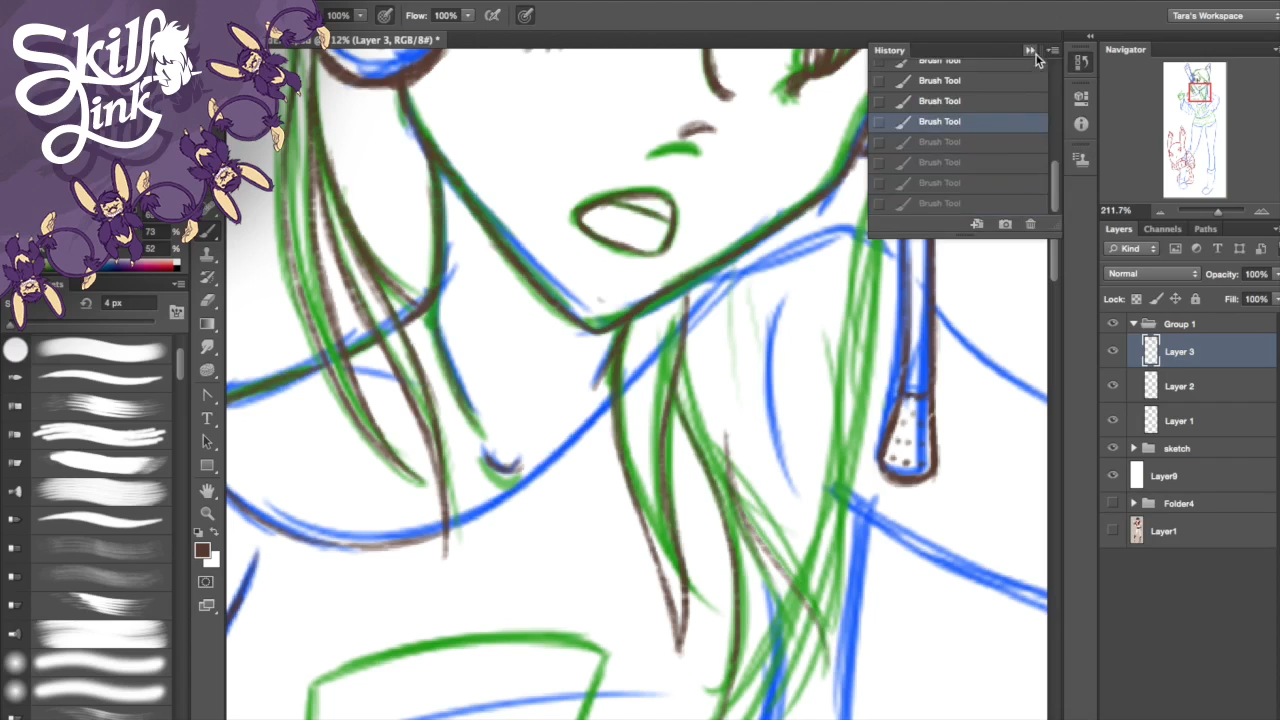 Skill
Link
100%
Flow: 100%
Tara's Workspace
12% (Layer 3, RGB/8#) *
History
Brush Tool
Brush Tool
Brush Tool
Brush Tool
Brush Tool
Brush Tool
Brush Tool
Brush Tool
Navigator
211.7%
Layers Channels Paths
Kind
Normal
Opacity: 100%
Lock:
Fill: 100%
Group 1
Layer 3
Layer 2
Layer 1
sketch
Layer9
Folder4
Layer1
73 %
52 %
4 px